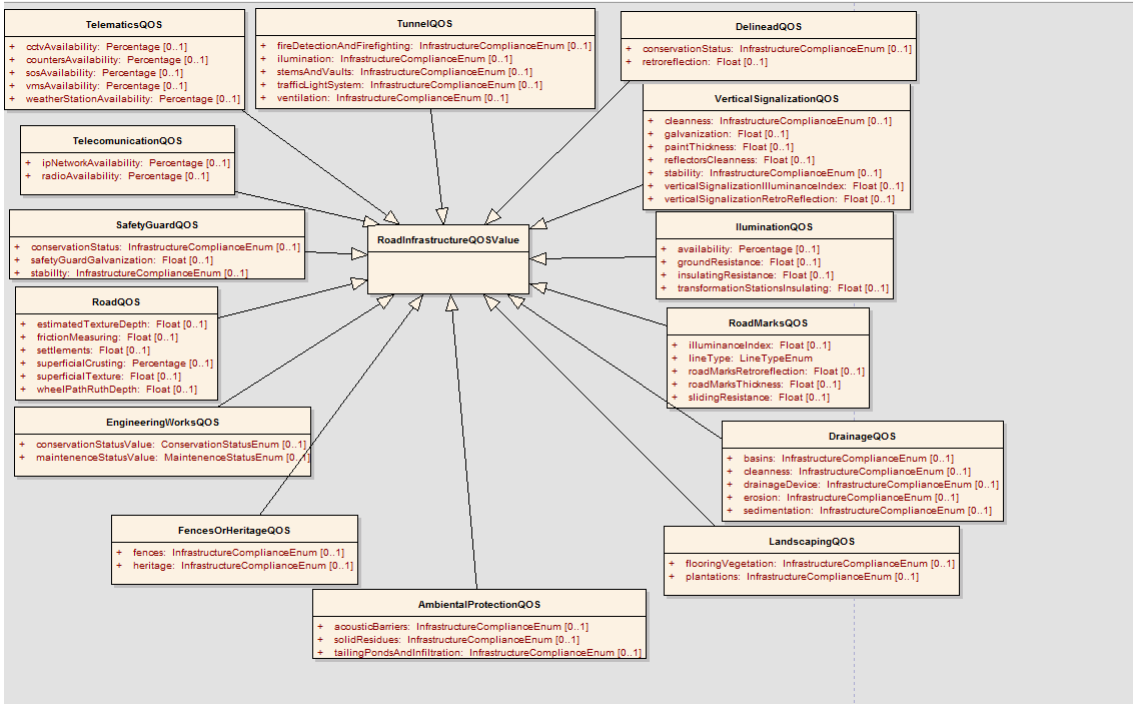 TelematicsQOS
+ cctvAvailability: Percentage [0..1]
+ countersAvailability: Percentage [0..1]
+ sosAvailability: Percentage [0..1]
+ vmsAvailability: Percentage [0..1]
+ weatherStationAvailability: Percentage [0..1]
TunnelQOS
+ fireDetectionAndFirefighting: InfrastructureComplianceEnum [0..1]
+ ilumination: InfrastructureComplianceEnum [0..1]
+ stemsAndVaults: InfrastructureComplianceEnum [0..1]
+ trafficLightSystem: InfrastructureComplianceEnum [0..1]
+ ventilation: InfrastructureComplianceEnum [0..1]
DelineadQOS
+ conservationStatus: InfrastructureComplianceEnum [0..1]
+ retroreflection: Float [0..1]
VerticalSignalizationQOS
+ cleanness: InfrastructureComplianceEnum [0..1]
+ galvanization: Float [0..1]
+ paintThickness: Float [0..1]
+ reflectorsCleanness: Float [0..1]
+ stability: InfrastructureComplianceEnum [0..1]
+ verticalSignalizationIlluminanceIndex: Float [0..1]
+ verticalSignalizationRetroReflection: Float [0..1]
TelecomunicationQOS
+ ipNetworkAvailability: Percentage [0..1]
+ radioAvailability: Percentage [0..1]
SafetyGuardQOS
+ conservationStatus: InfrastructureComplianceEnum [0..1]
+ safetyGuardGalvanization: Float [0..1]
+ stability: InfrastructureComplianceEnum [0..1]
RoadInfrastructureQOSValue
IluminationQOS
+ availability: Percentage [0..1]
+ groundResistance: Float [0..1]
+ insulatingResistance: Float [0..1]
+ transformationStationsInsulating: Float [0..1]
RoadQOS
+ estimatedTextureDepth: Float [0..1]
+ frictionMeasuring: Float [0..1]
+ settlements: Float [0..1]
+ superficialCrusting: Percentage [0..1]
+ superficialTexture: Float [0..1]
+ wheelPathRuthDepth: Float [0..1]
RoadMarksQOS
+ illuminanceIndex: Float [0..1]
+ lineType: LineTypeEnum
+ roadMarksRetroreflection: Float [0..1]
+ roadMarksThickness: Float [0..1]
+ slidingResistance: Float [0..1]
EngineeringWorksQOS
+ conservationStatusValue: ConservationStatusEnum [0..1]
+ maintenenceStatusValue: MaintenenceStatusEnum [0..1]
DrainageQOS
+ basins: InfrastructureComplianceEnum [0..1]
+ cleanness: InfrastructureComplianceEnum [0..1]
+ drainageDevice: InfrastructureComplianceEnum [0..1]
+ erosion: InfrastructureComplianceEnum [0..1]
+ sedimentation: InfrastructureComplianceEnum [0..1]
FencesOrHeritageQOS
+ fences: InfrastructureComplianceEnum [0..1]
+ heritage: InfrastructureComplianceEnum [0..1]
LandscapingQOS
+ flooringVegetation: InfrastructureComplianceEnum [0..1]
+ plantations: InfrastructureComplianceEnum [0..1]
AmbientalProtectionQOS
+ acousticBarriers: InfrastructureComplianceEnum [0..1]
+ solidResidues: InfrastructureComplianceEnum [0..1]
+ tailingPondsAndInfiltration: InfrastructureComplianceEnum [0..1]